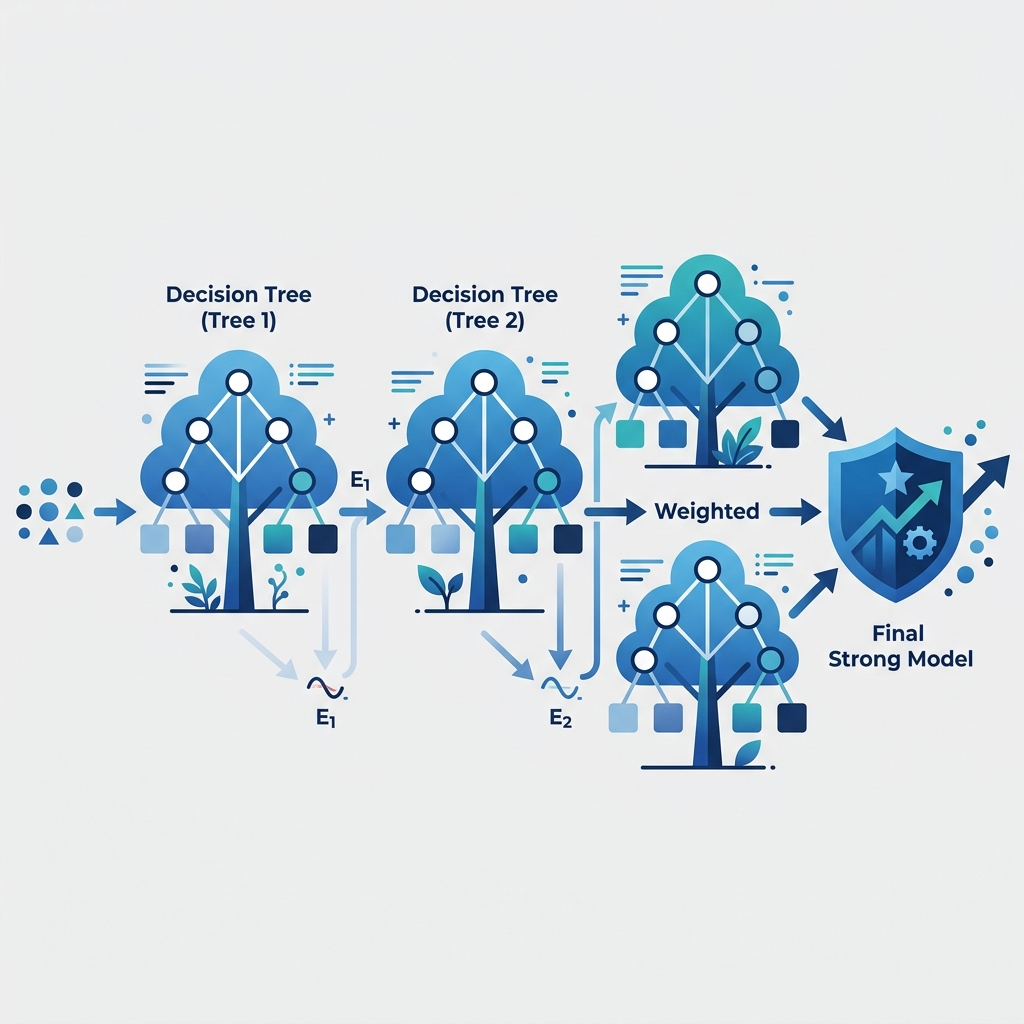 Decision Tree
(Tree 1)
Decision Tree
(Tree 2)
E₁
Weighted
Final
Strong Model
E₁
E₂